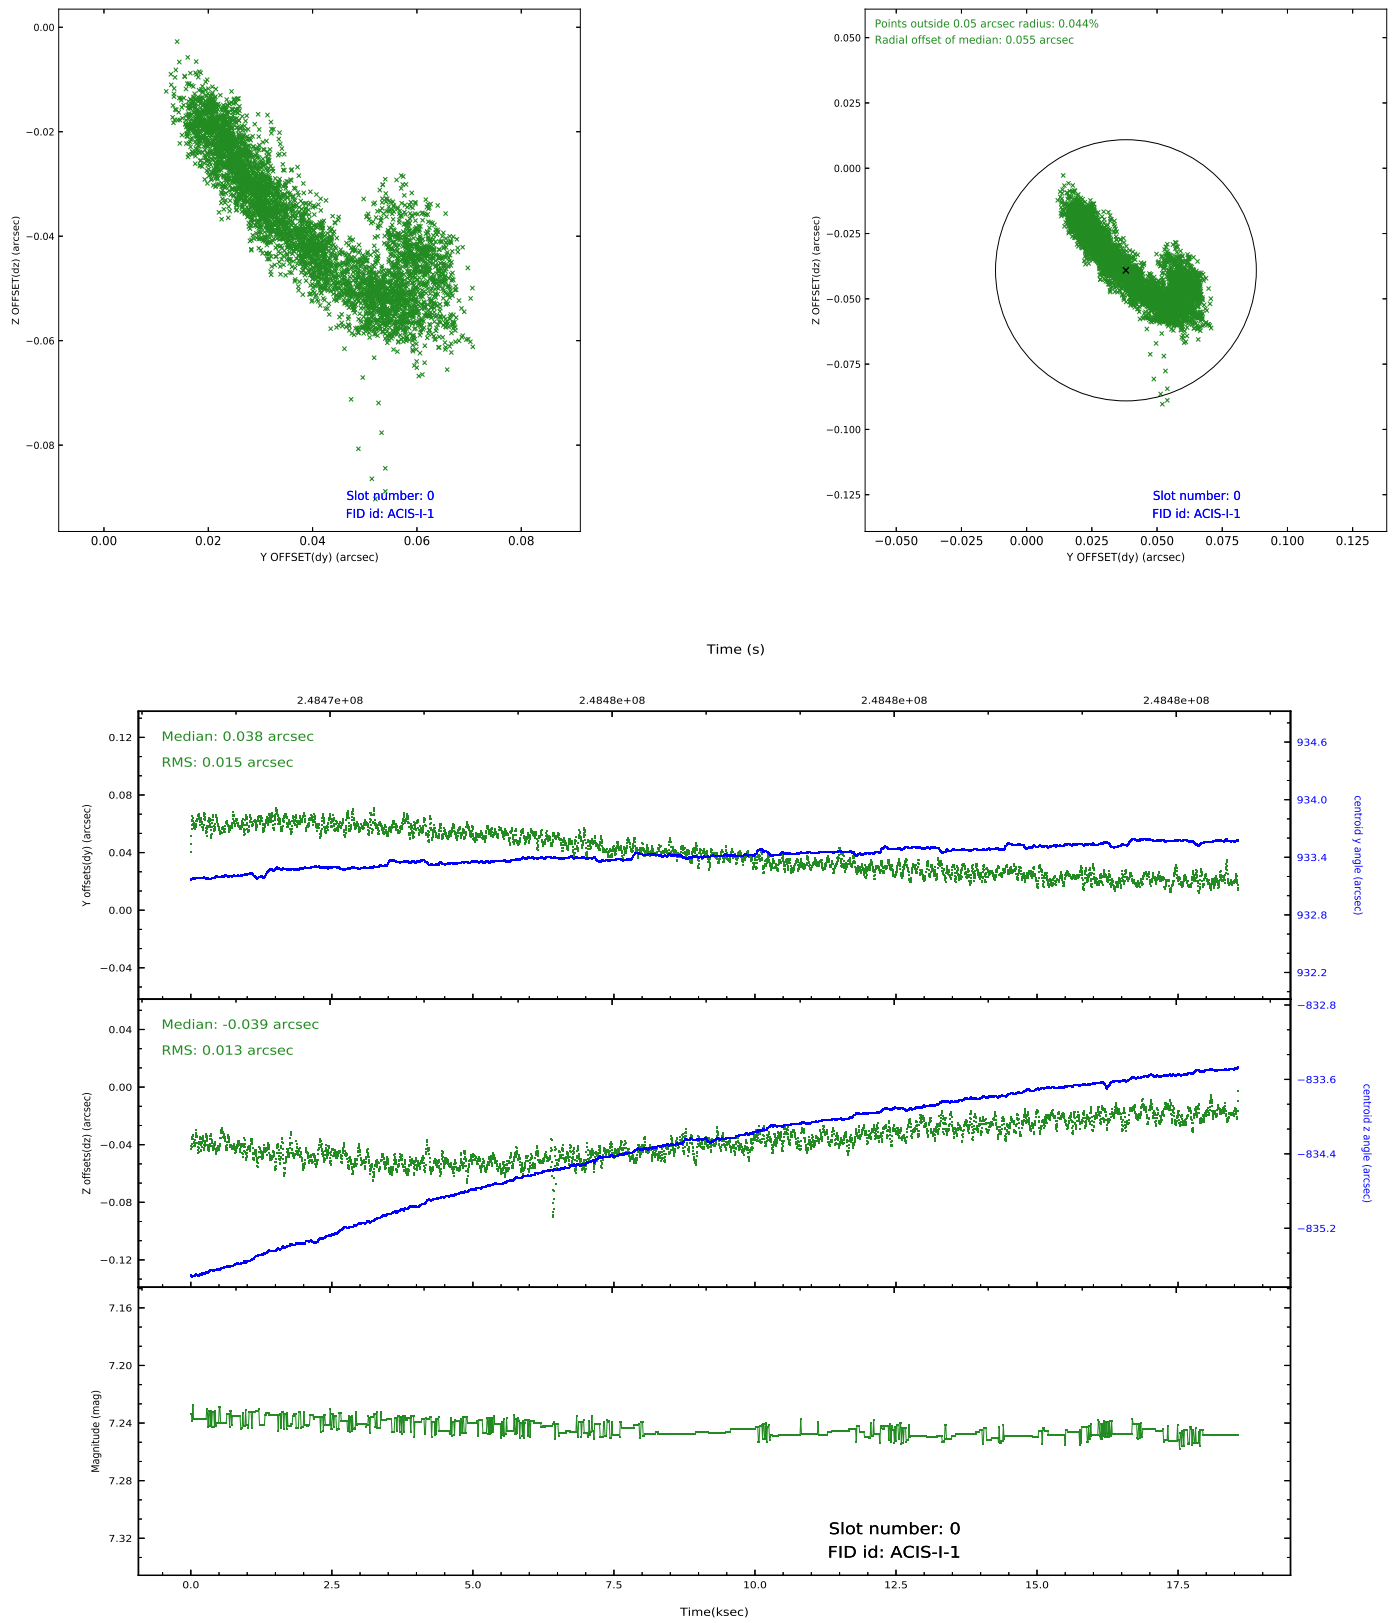 0.00
−0.02
−0.04
−0.06
−0.08
Z OFFSET(dz) (arcsec)
Slot number: 0
FID id: ACIS-I-1
0.00 0.02 0.04 0.06 0.08
Y OFFSET(dy) (arcsec)
Points outside 0.05 arcsec radius: 0.044%
Radial offset of median: 0.055 arcsec
0.050
0.025
0.000
−0.025
−0.050
−0.075
−0.100
−0.125
Z OFFSET(dz) (arcsec)
Slot number: 0
FID id: ACIS-I-1
−0.050 −0.025 0.000 0.025 0.050 0.075 0.100 0.125
Y OFFSET(dy) (arcsec)
Time (s)
2.4847e+08 2.4848e+08 2.4848e+08 2.4848e+08
Median: 0.038 arcsec
RMS: 0.015 arcsec
0.12
0.08
0.04
0.00
−0.04
Y offsets(dy) (arcsec)
934.6
934.0
933.4
932.8
932.2
centroid y angle (arcsec)
Median: -0.039 arcsec
RMS: 0.013 arcsec
0.04
0.00
−0.04
−0.08
−0.12
Z offsets(dz) (arcsec)
−832.8
−833.6
−834.4
−835.2
centroid z angle (arcsec)
7.16
7.20
7.24
7.28
7.32
Magnitude (mag)
Slot number: 0
FID id: ACIS-I-1
0.0 2.5 5.0 7.5 10.0 12.5 15.0 17.5
Time(ksec)